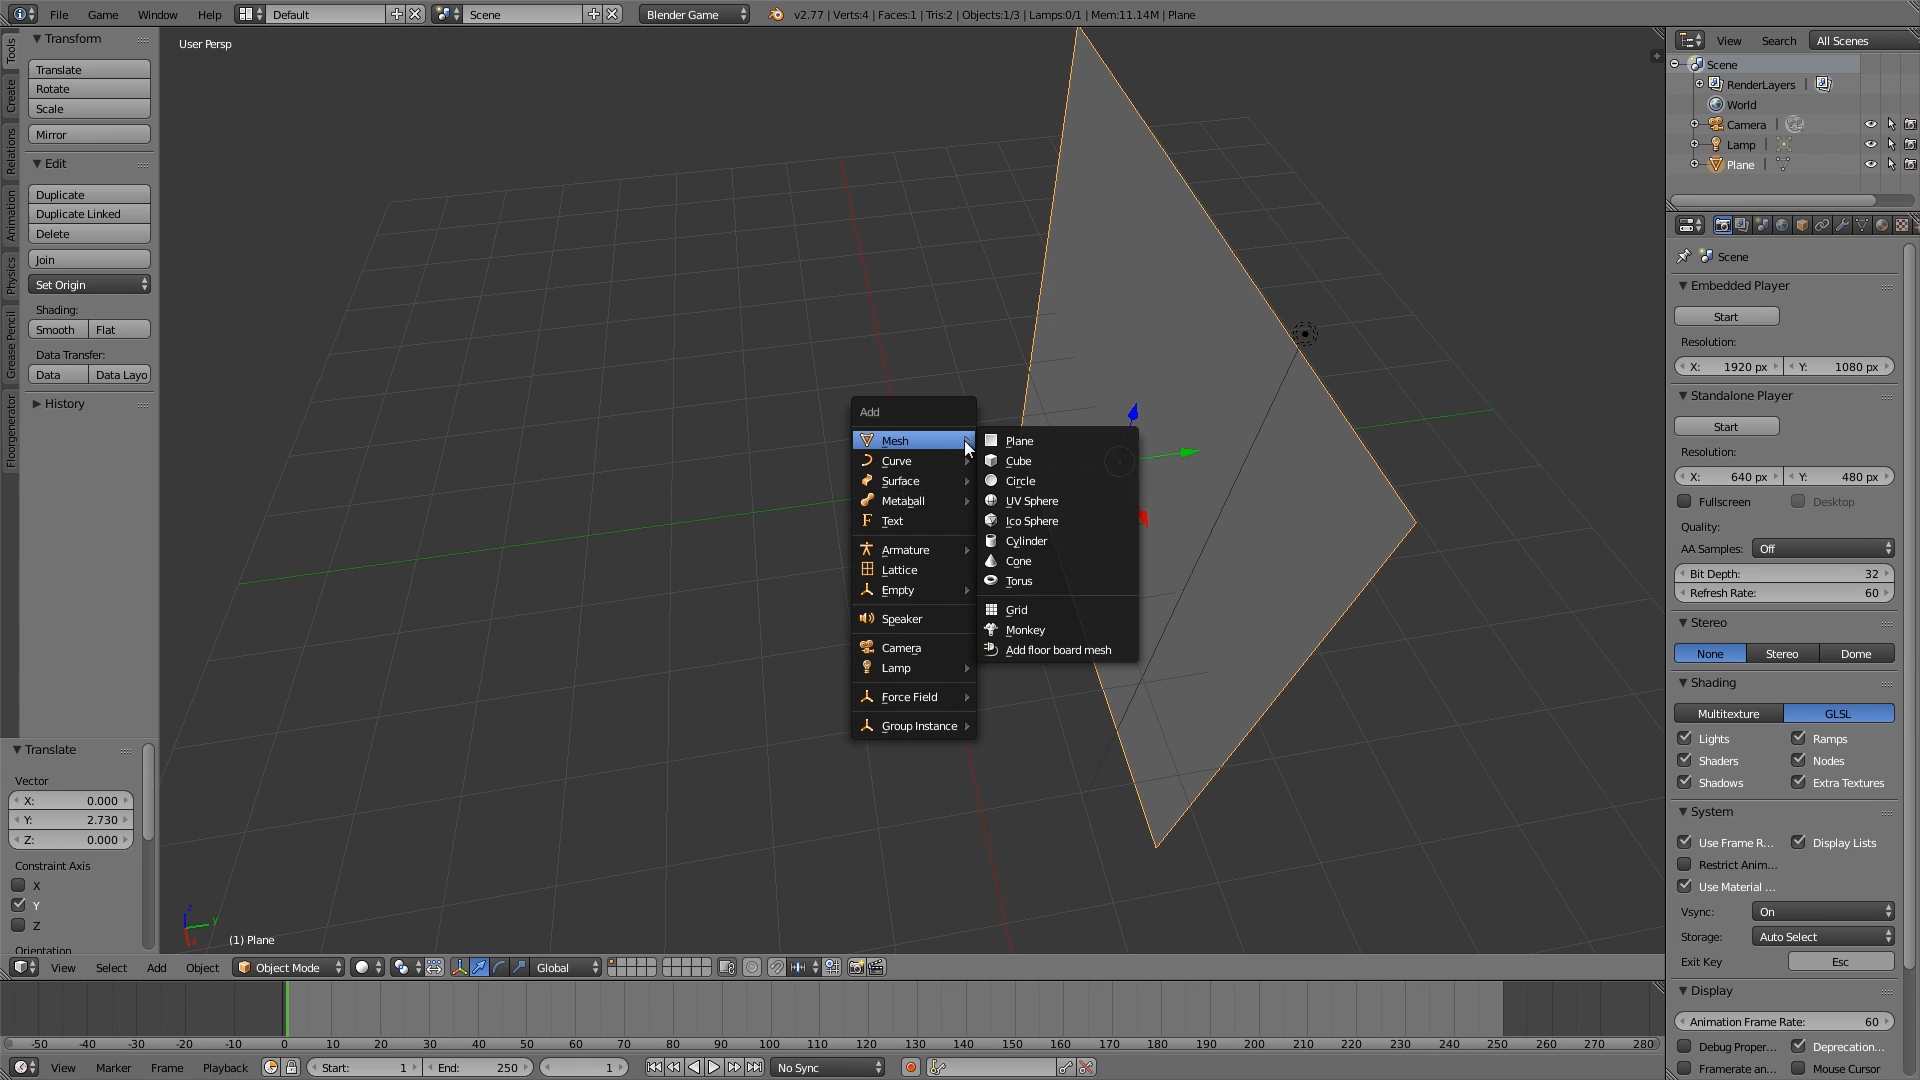 File Game Window Help Default Scene Blender Game v2.77 | Verts:4 | Faces:1 | Tris:2 | Objects:1/3 | Lamps:0/1 | Mem:11.14M | Plane
Tools
Create
Relations
Animation
Physics
Grease Pencil
Floorgenerator
Transform
Translate
Rotate
Scale
Mirror
Edit
Duplicate
Duplicate Linked
Delete
Join
Set Origin
Shading:
Smooth Flat
Data Transfer:
Data Data Layo
History
Translate
Vector
X: 0.000
Y: 2.730
Z: 0.000
Constraint Axis
X
Y
Z
Orientation
User Persp
Add
Mesh
Curve
Surface
Metaball
Text
Armature
Lattice
Empty
Speaker
Camera
Lamp
Force Field
Group Instance
Plane
Cube
Circle
UV Sphere
Ico Sphere
Cylinder
Cone
Torus
Grid
Monkey
Add floor board mesh
z
y
(1) Plane
View Select Add Object Object Mode Global
-50 -40 -30 -20 -10 0 10 20 30 40 50 60 70 80 90 100 110 120 130 140 150 160 170 180 190 200 210 220 230 240 250 260 270 280
View Marker Frame Playback Start: 1 End: 250 1 No Sync
View Search All Scenes
Scene
RenderLayers |
World
Camera |
Lamp |
Plane |
Scene
Embedded Player
Start
Resolution:
X: 1920 px Y: 1080 px
Standalone Player
Start
Resolution:
X: 640 px Y: 480 px
Fullscreen Desktop
Quality:
AA Samples: Off
Bit Depth: 32
Refresh Rate: 60
Stereo
None Stereo Dome
Shading
Multitexture GLSL
Lights Ramps
Shaders Nodes
Shadows Extra Textures
System
Use Frame R... Display Lists
Restrict Anim...
Use Material ...
Vsync: On
Storage: Auto Select
Exit Key Esc
Display
Animation Frame Rate: 60
Debug Proper... Deprecation...
Framerate an... Mouse Cursor